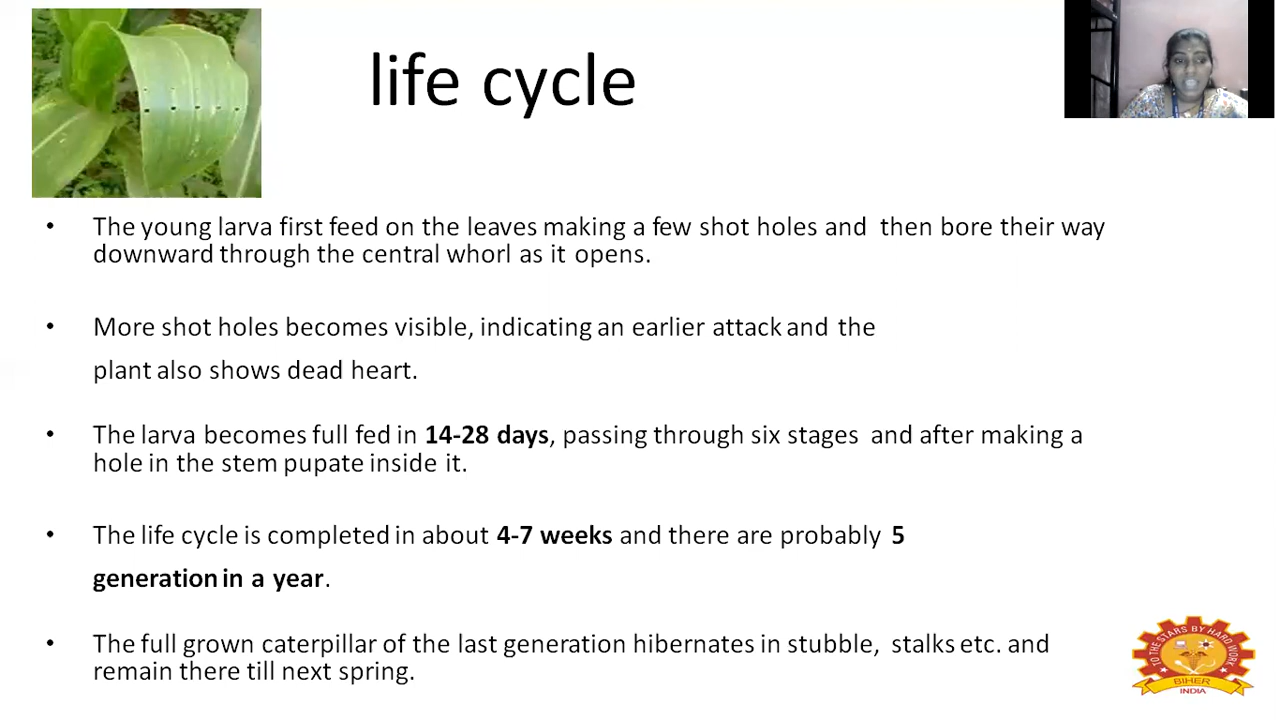 life cycle
• The young larva first feed on the leaves making a few shot holes and then bore their way
downward through the central whorl as it opens.
• More shot holes becomes visible, indicating an earlier attack and the
plant also shows dead heart.
• The larva becomes full fed in 14-28 days, passing through six stages and after making a
hole in the stem pupate inside it.
• The life cycle is completed in about 4-7 weeks and there are probably 5
generation in a year.
• The full grown caterpillar of the last generation hibernates in stubble, stalks etc. and
remain there till next spring.
TO THE STARS BY HARD WORK
BIHER
INDIA